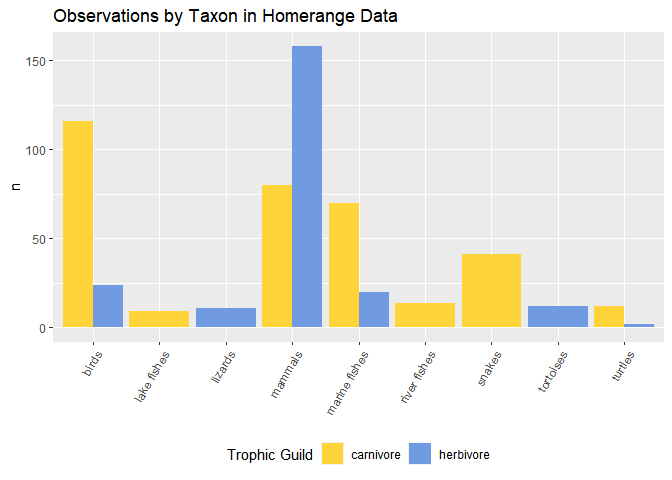 Observations by Taxon in Homerange Data
150
100
50
0
n
birds
lake fishes
lizards
mammals
marine fishes
river fishes
snakes
tortoises
turtles
Trophic Guild carnivore herbivore